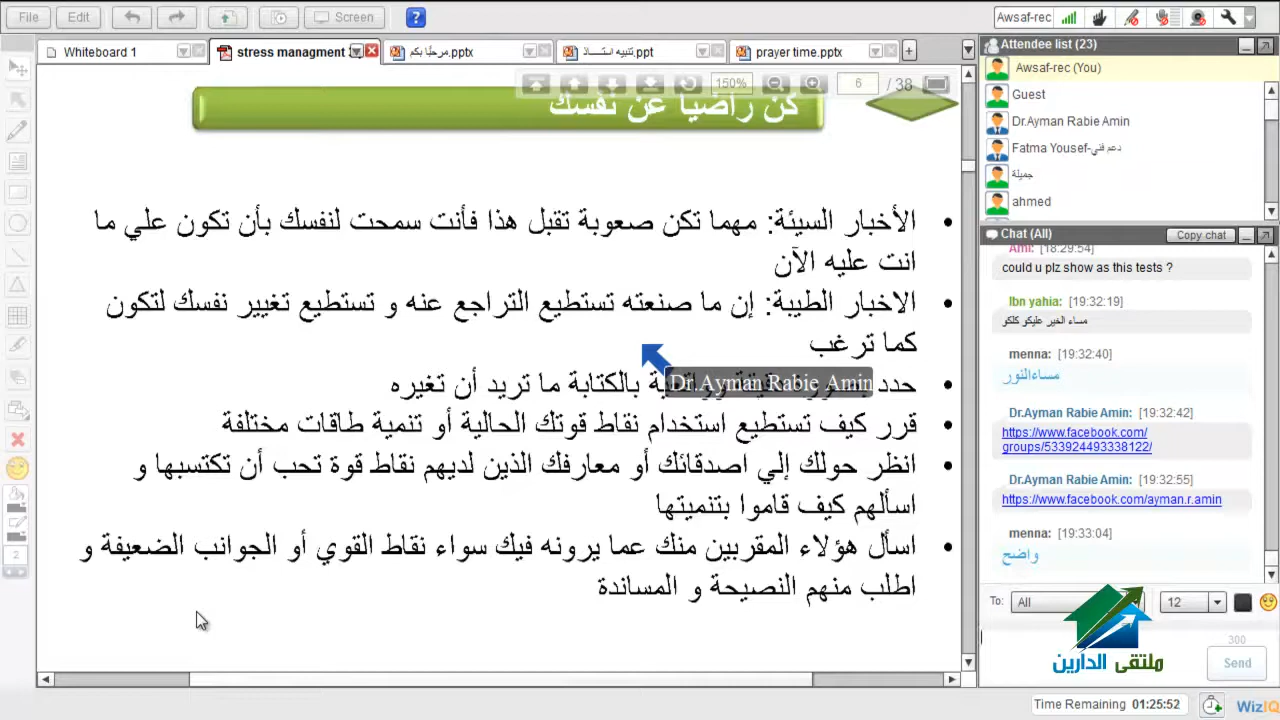 File
Edit
Screen
?
Awsaf-rec
Whiteboard 1
stress managment
مرحبًا بكم.pptx
تنبيه استـــاذ.ppt
prayer time.pptx
150%
6 / 38
كن راضيا عن نفسك
الأخبار السيئة: مهما تكن صعوبة تقبل هذا فأنت سمحت لنفسك بأن تكون علي ما
انت عليه الآن
الاخبار الطيبة: إن ما صنعته تستطيع التراجع عنه و تستطيع تغيير نفسك لتكون
كما ترغب
حدد بالكتابة ما تريد أن تغيره
Dr.Ayman Rabie Amin
قرر كيف تستطيع استخدام نقاط قوتك الحالية أو تنمية طاقات مختلفة
انظر حولك إلي اصدقائك أو معارفك الذين لديهم نقاط قوة تحب أن تكتسبها و
اسألهم كيف قاموا بتنميتها
اسأل هؤلاء المقربين منك عما يرونه فيك سواء نقاط القوي أو الجوانب الضعيفة و
اطلب منهم النصيحة و المساندة
2
Attendee list (23)
Awsaf-rec (You)
Guest
Dr.Ayman Rabie Amin
Fatma Yousef-دعم فني
جميلة
ahmed
Chat (All)
Copy chat
[18:29:54]
could u plz show as this tests ?
Ibn yahia: [19:32:19]
مساء الخير عليكو كلكو
menna: [19:32:40]
مساءالنور
Dr.Ayman Rabie Amin: [19:32:42]
https://www.facebook.com/
groups/533924493338122/
Dr.Ayman Rabie Amin: [19:32:55]
https://www.facebook.com/ayman.r.amin
menna: [19:33:04]
واضح
To: All
12
ملتقى الدارين
300
Send
Time Remaining 01:25:52
WizIQ